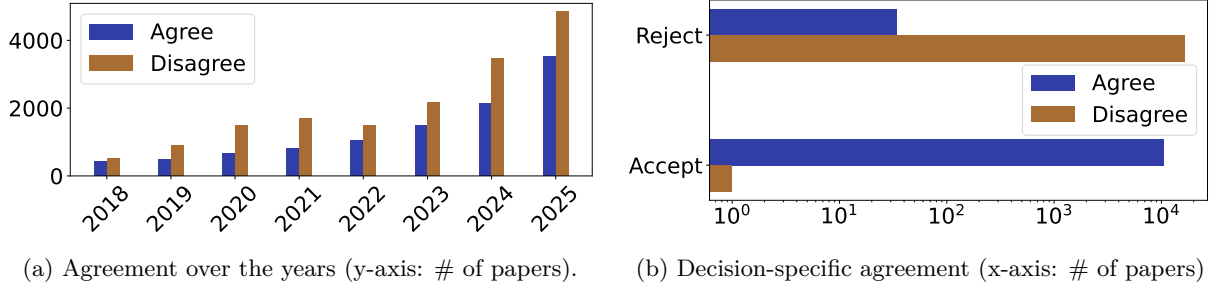 4000
2000
0
Agree
Disagree
2018
2019
2020
2021
2022
2023
2024
2025
(a) Agreement over the years (y-axis: # of papers).
Reject
Accept
Agree
Disagree
10⁰
10¹
10²
10³
10⁴
(b) Decision-specific agreement (x-axis: # of papers)